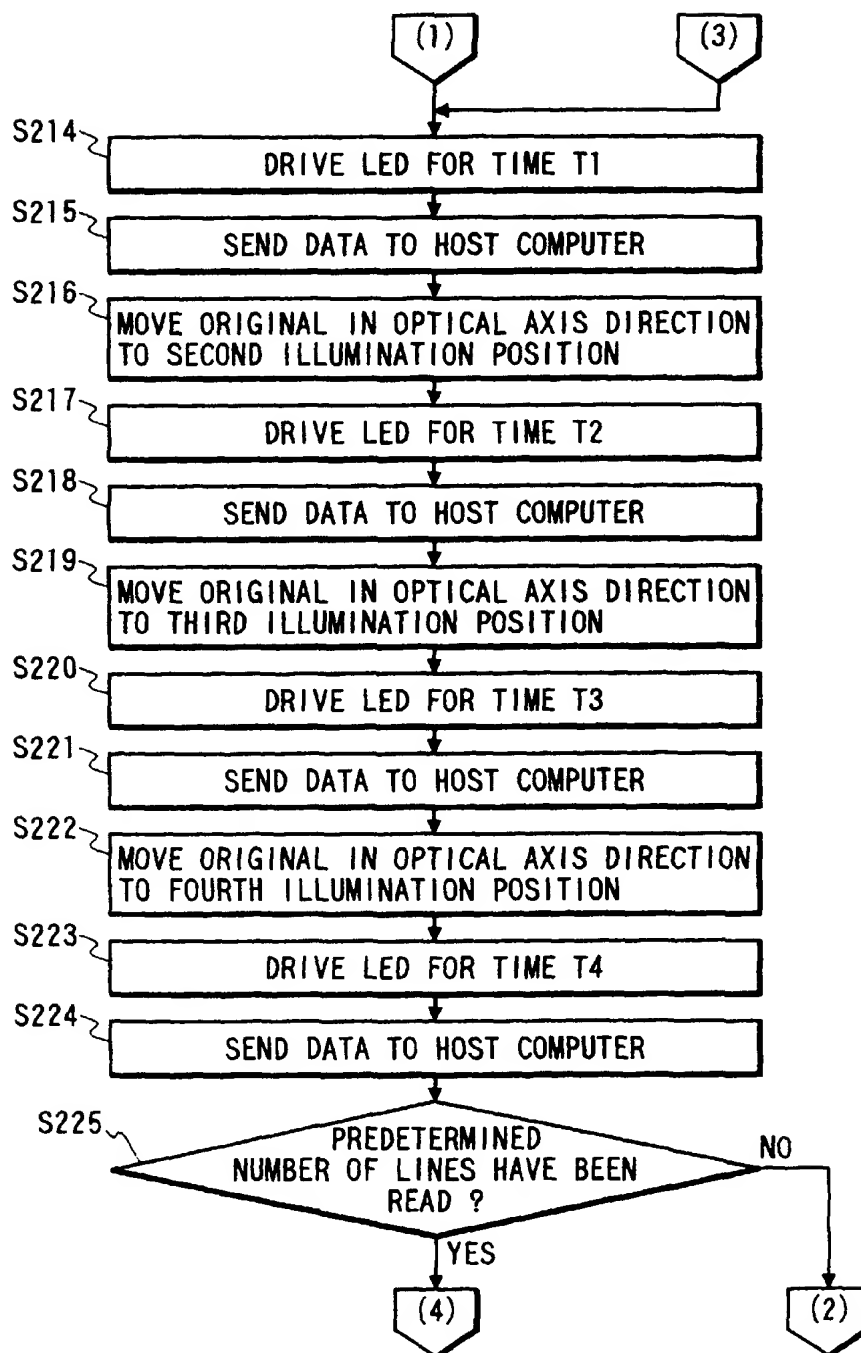 (1)
(3)
S214
DRIVE LED FOR TIME T1
S215
SEND DATA TO HOST COMPUTER
S216
MOVE ORIGINAL IN OPTICAL AXIS DIRECTION
TO SECOND ILLUMINATION POSITION
S217
DRIVE LED FOR TIME T2
S218
SEND DATA TO HOST COMPUTER
S219
MOVE ORIGINAL IN OPTICAL AXIS DIRECTION
TO THIRD ILLUMINATION POSITION
S220
DRIVE LED FOR TIME T3
S221
SEND DATA TO HOST COMPUTER
S222
MOVE ORIGINAL IN OPTICAL AXIS DIRECTION
TO FOURTH ILLUMINATION POSITION
S223
DRIVE LED FOR TIME T4
S224
SEND DATA TO HOST COMPUTER
S225
PREDETERMINED
NUMBER OF LINES HAVE BEEN
READ ?
NO
YES
(4)
(2)